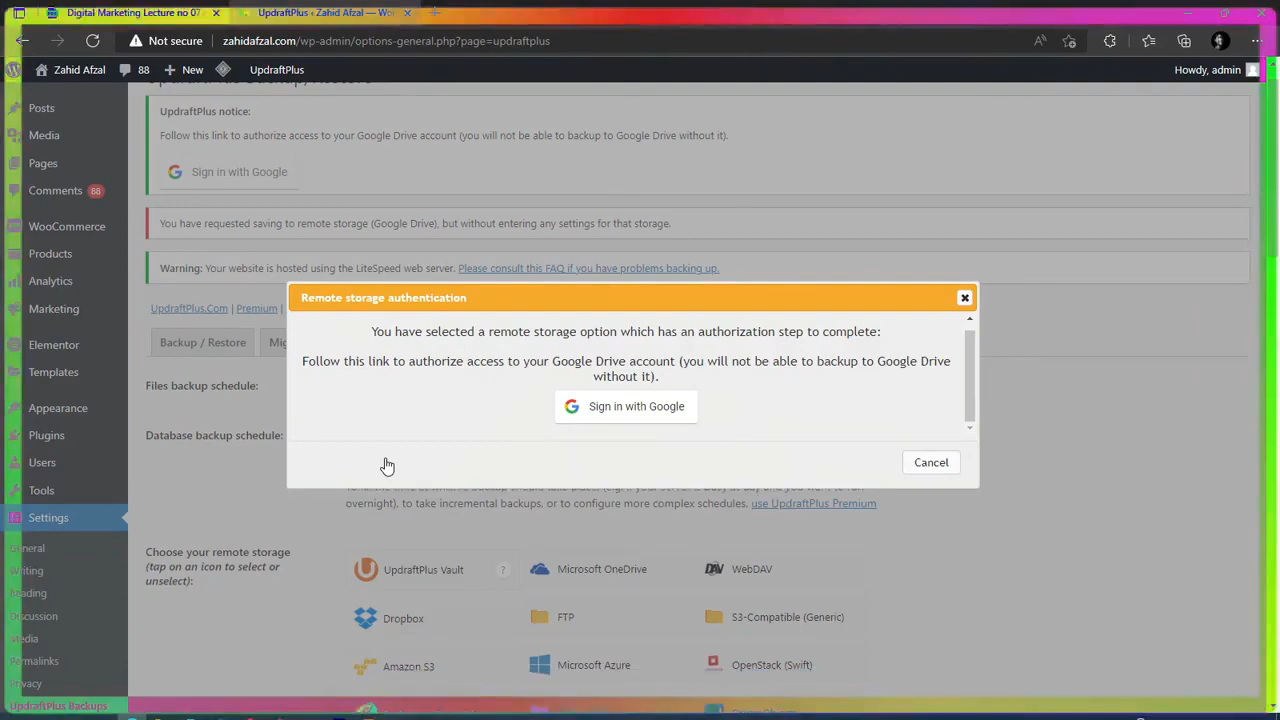 Digital Marketing Lecture no 07
UpdraftPlus ‹ Zahid Afzal — Wo
Not secure
zahidafzal.com/wp-admin/options-general.php?page=updraftplus
Zahid Afzal
88
New
UpdraftPlus
Howdy, admin
Posts
Media
Pages
Comments 88
WooCommerce
Products
Analytics
Marketing
Elementor
Templates
Appearance
Plugins
Users
Tools
Settings
General
Writing
Reading
Discussion
Media
Permalinks
Privacy
UpdraftPlus Backups
UpdraftPlus notice:
Follow this link to authorize access to your Google Drive account (you will not be able to backup to Google Drive without it).
Sign in with Google
You have requested saving to remote storage (Google Drive), but without entering any settings for that storage.
Warning: Your website is hosted using the LiteSpeed web server. Please consult this FAQ if you have problems backing up.
UpdraftPlus.Com | Premium |
Backup / Restore
Mig
Files backup schedule:
Database backup schedule:
Remote storage authentication
You have selected a remote storage option which has an authorization step to complete:
Follow this link to authorize access to your Google Drive account (you will not be able to backup to Google Drive
without it).
Sign in with Google
Cancel
overnight), to take incremental backups, or to configure more complex schedules, use UpdraftPlus Premium
Choose your remote storage
(tap on an icon to select or
unselect):
UpdraftPlus Vault ?
Microsoft OneDrive
WebDAV
Dropbox
FTP
S3-Compatible (Generic)
Amazon S3
Microsoft Azure
OpenStack (Swift)